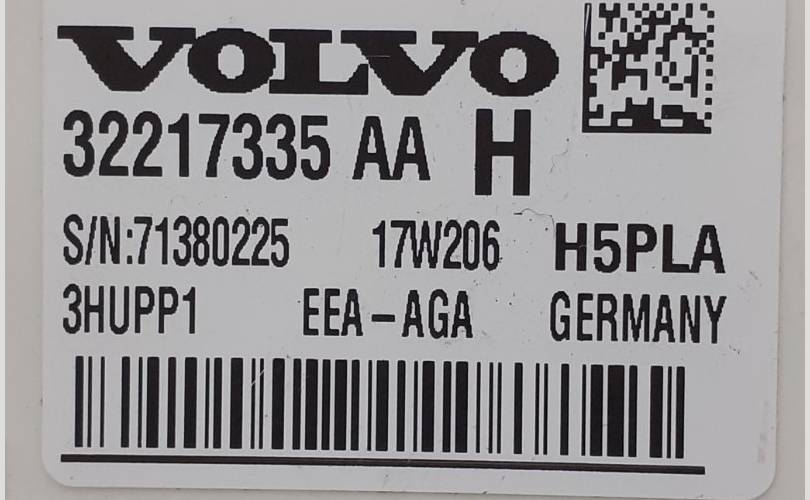 VOLVO
32217335 AA H
S/N:71380225 17W206 H5PLA
3HUPP1 EEA-AGA GERMANY